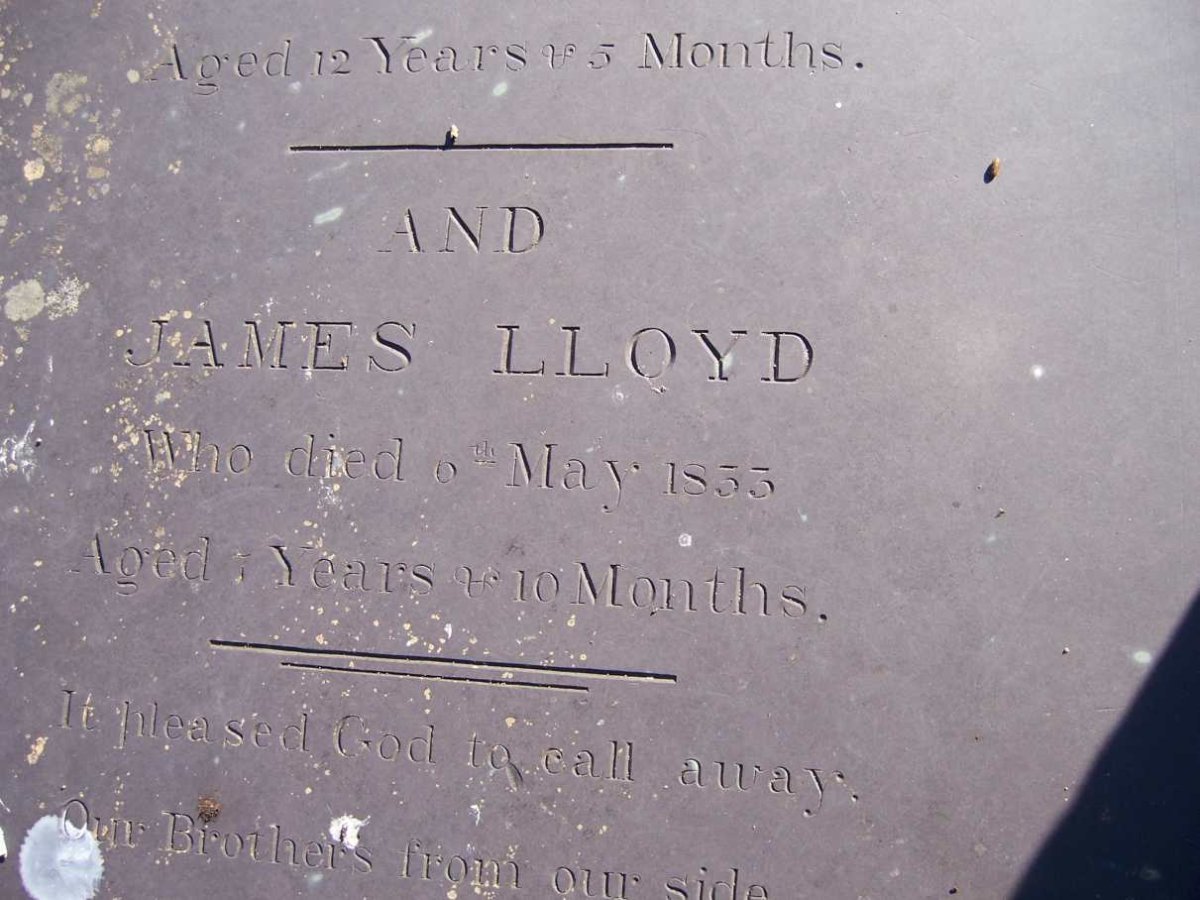 Aged 12 Years & 5 Months.
AND
JAMES LLOYD
Who died 6th May 1833
Aged 7 Years & 10 Months.
It pleased God to call away.
Our Brothers from our side